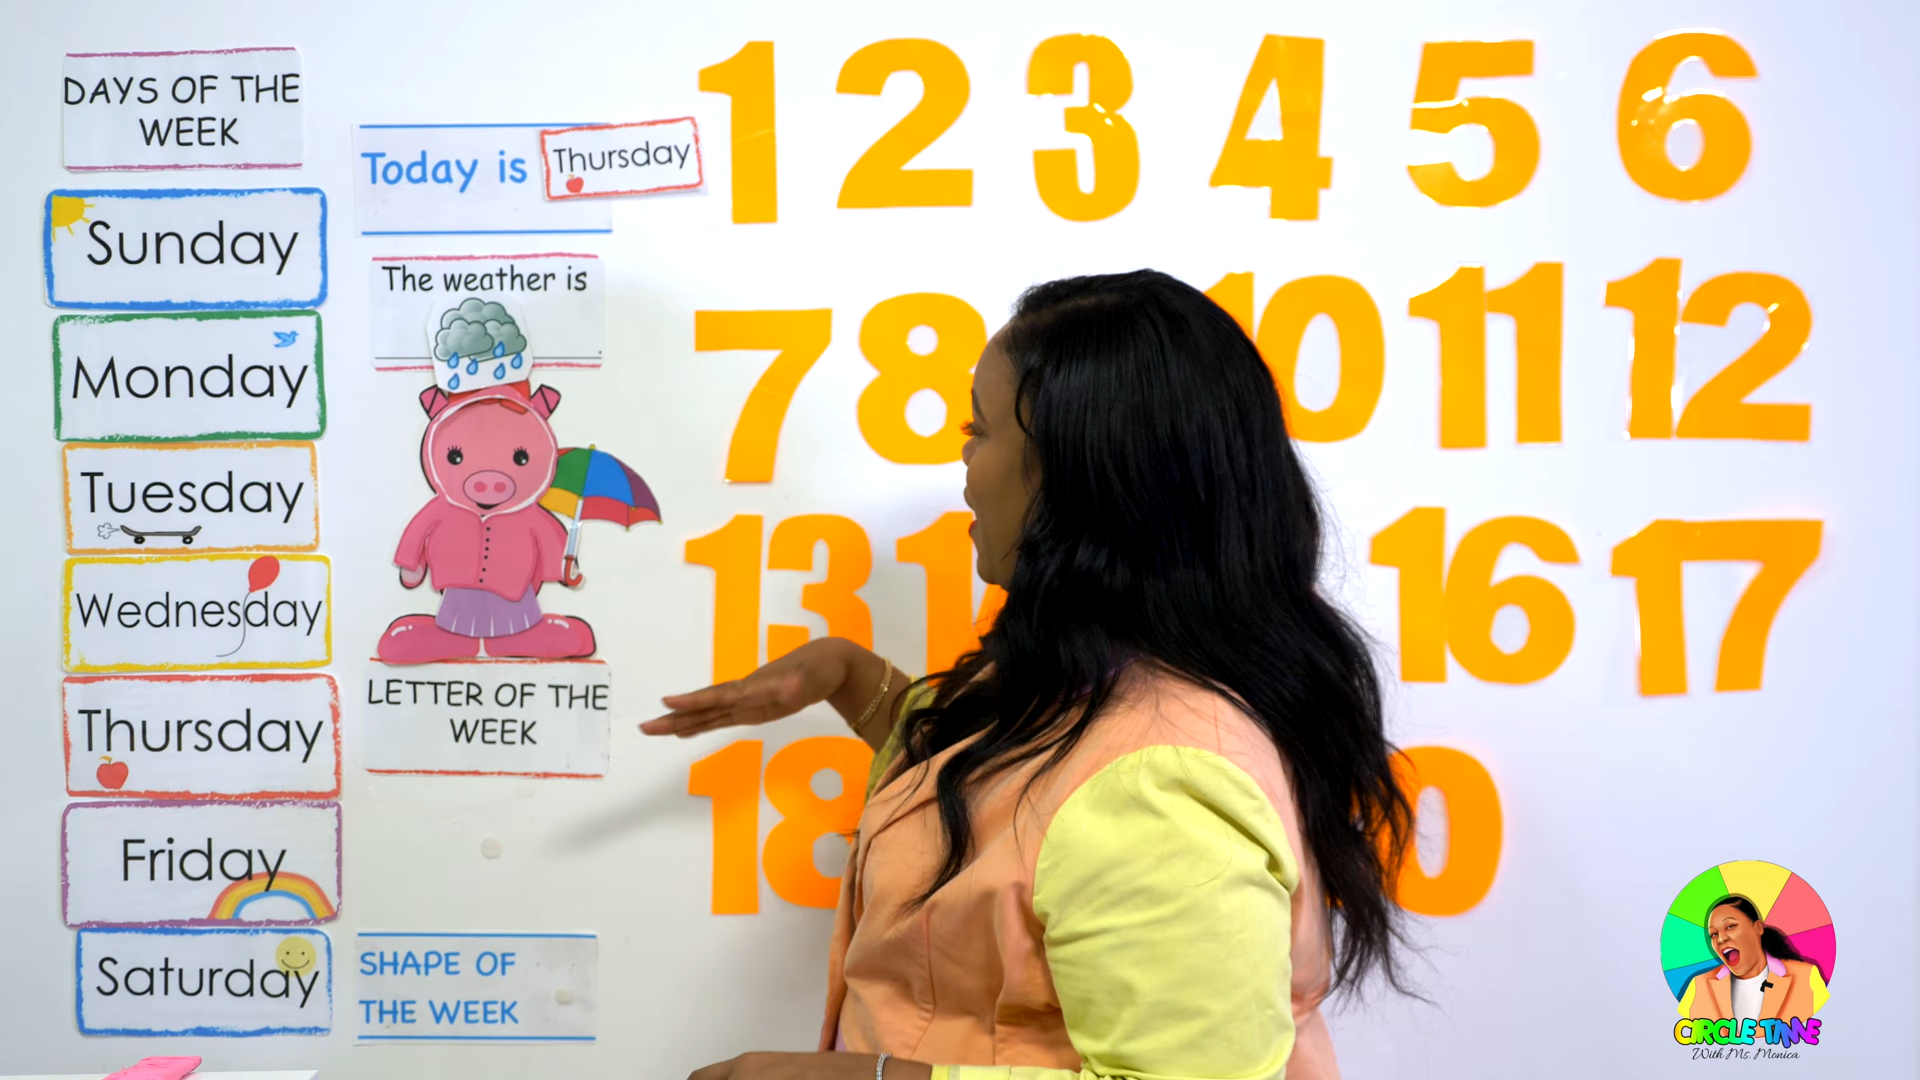 DAYS OF THE
WEEK
Sunday
Monday
Tuesday
Wednesday
Thursday
Friday
Saturday
Today is Thursday
The weather is
LETTER OF THE
WEEK
SHAPE OF
THE WEEK
1 2 3 4 5 6
7 8 10 11 12
13 16 17
18
CIRCLE TIME
With Ms. Monica